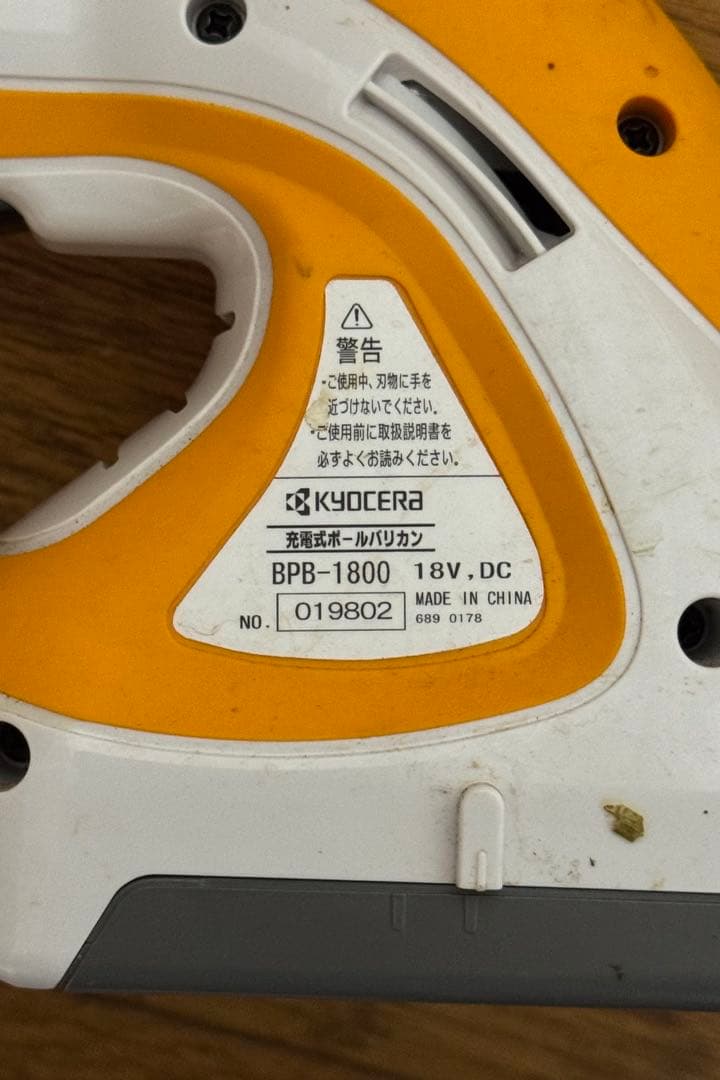 警告
・ご使用中、刃物に手を
近づけないでください。
・ご使用前に取扱説明書を
必ずよくお読みください。
KYOCERA
充電式ポールバリカン
BPB-1800 18V,DC
NO. 019802 MADE IN CHINA
689 0178